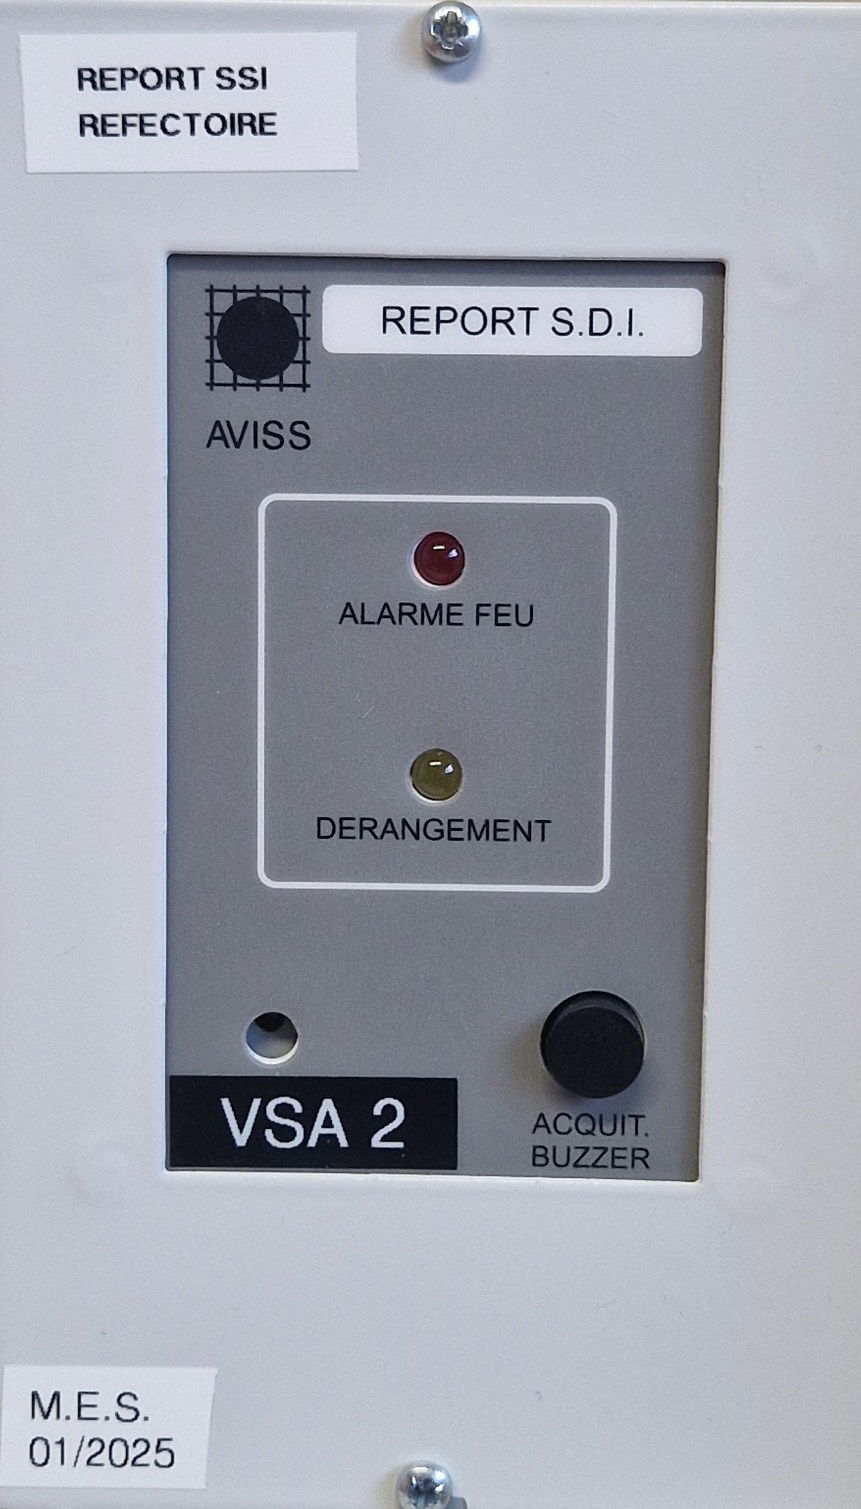 REPORT SSI
REFECTOIRE
REPORT S.D.I.
AVISS
ALARME FEU
DERANGEMENT
VSA 2
ACQUIT.
BUZZER
M.E.S.
01/2025